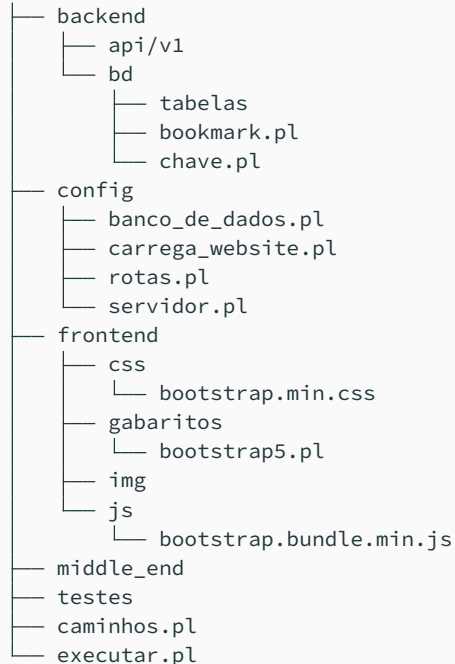 ├── backend
│   ├── api/v1
│   └── bd
│       ├── tabelas
│       ├── bookmark.pl
│       └── chave.pl
├── config
│   ├── banco_de_dados.pl
│   ├── carrega_website.pl
│   ├── rotas.pl
│   └── servidor.pl
├── frontend
│   ├── css
│   │   └── bootstrap.min.css
│   ├── gabaritos
│   │   └── bootstrap5.pl
│   ├── img
│   └── js
│       └── bootstrap.bundle.min.js
├── middle_end
├── testes
├── caminhos.pl
└── executar.pl